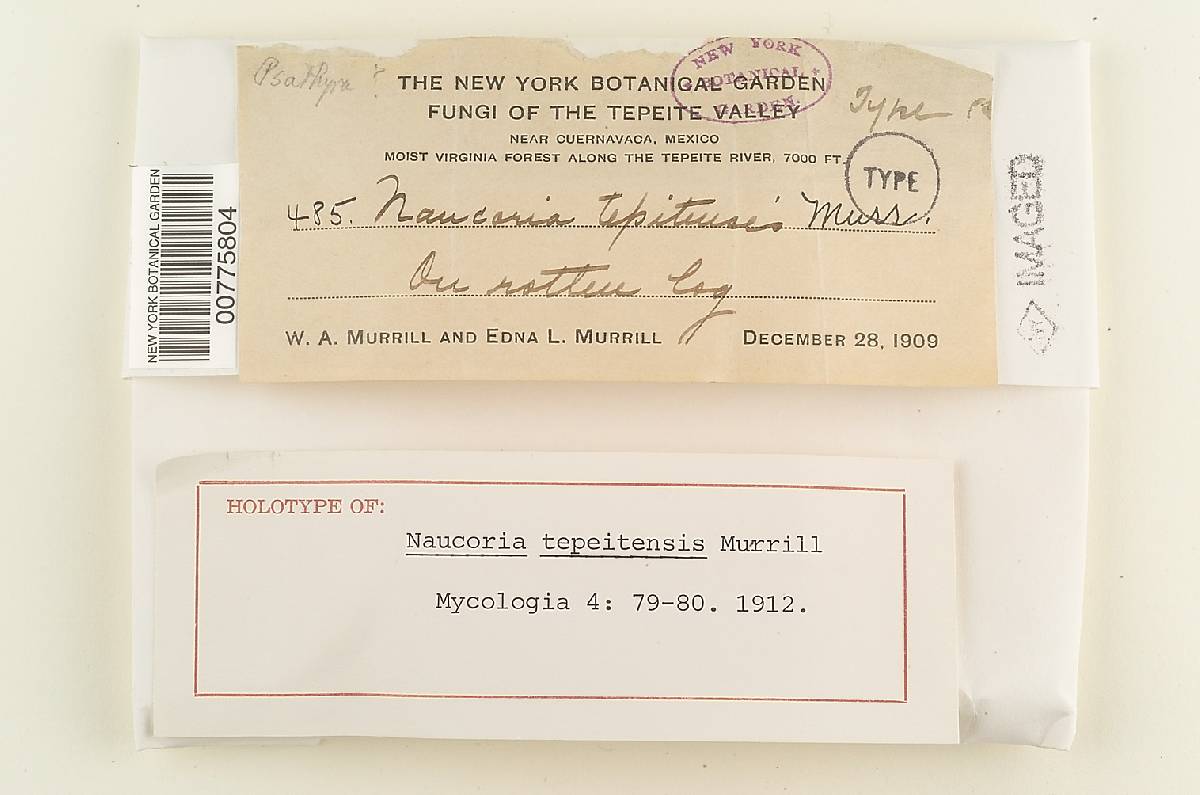 Psathyra ?
NEW YORK
BOTANICAL
GARDEN
THE NEW YORK BOTANICAL GARDEN
FUNGI OF THE TEPEITE VALLEY
Type
NEAR CUERNAVACA, MEXICO
MOIST VIRGINIA FOREST ALONG THE TEPEITE RIVER, 7000 FT.
TYPE
485. Naucoria tepitensis Murr.
On rotten log
W. A. MURRILL AND EDNA L. MURRILL DECEMBER 28, 1909
NEW YORK BOTANICAL GARDEN
00775804
IMAGED
HOLOTYPE OF:
Naucoria tepeitensis Murrill
Mycologia 4: 79-80. 1912.